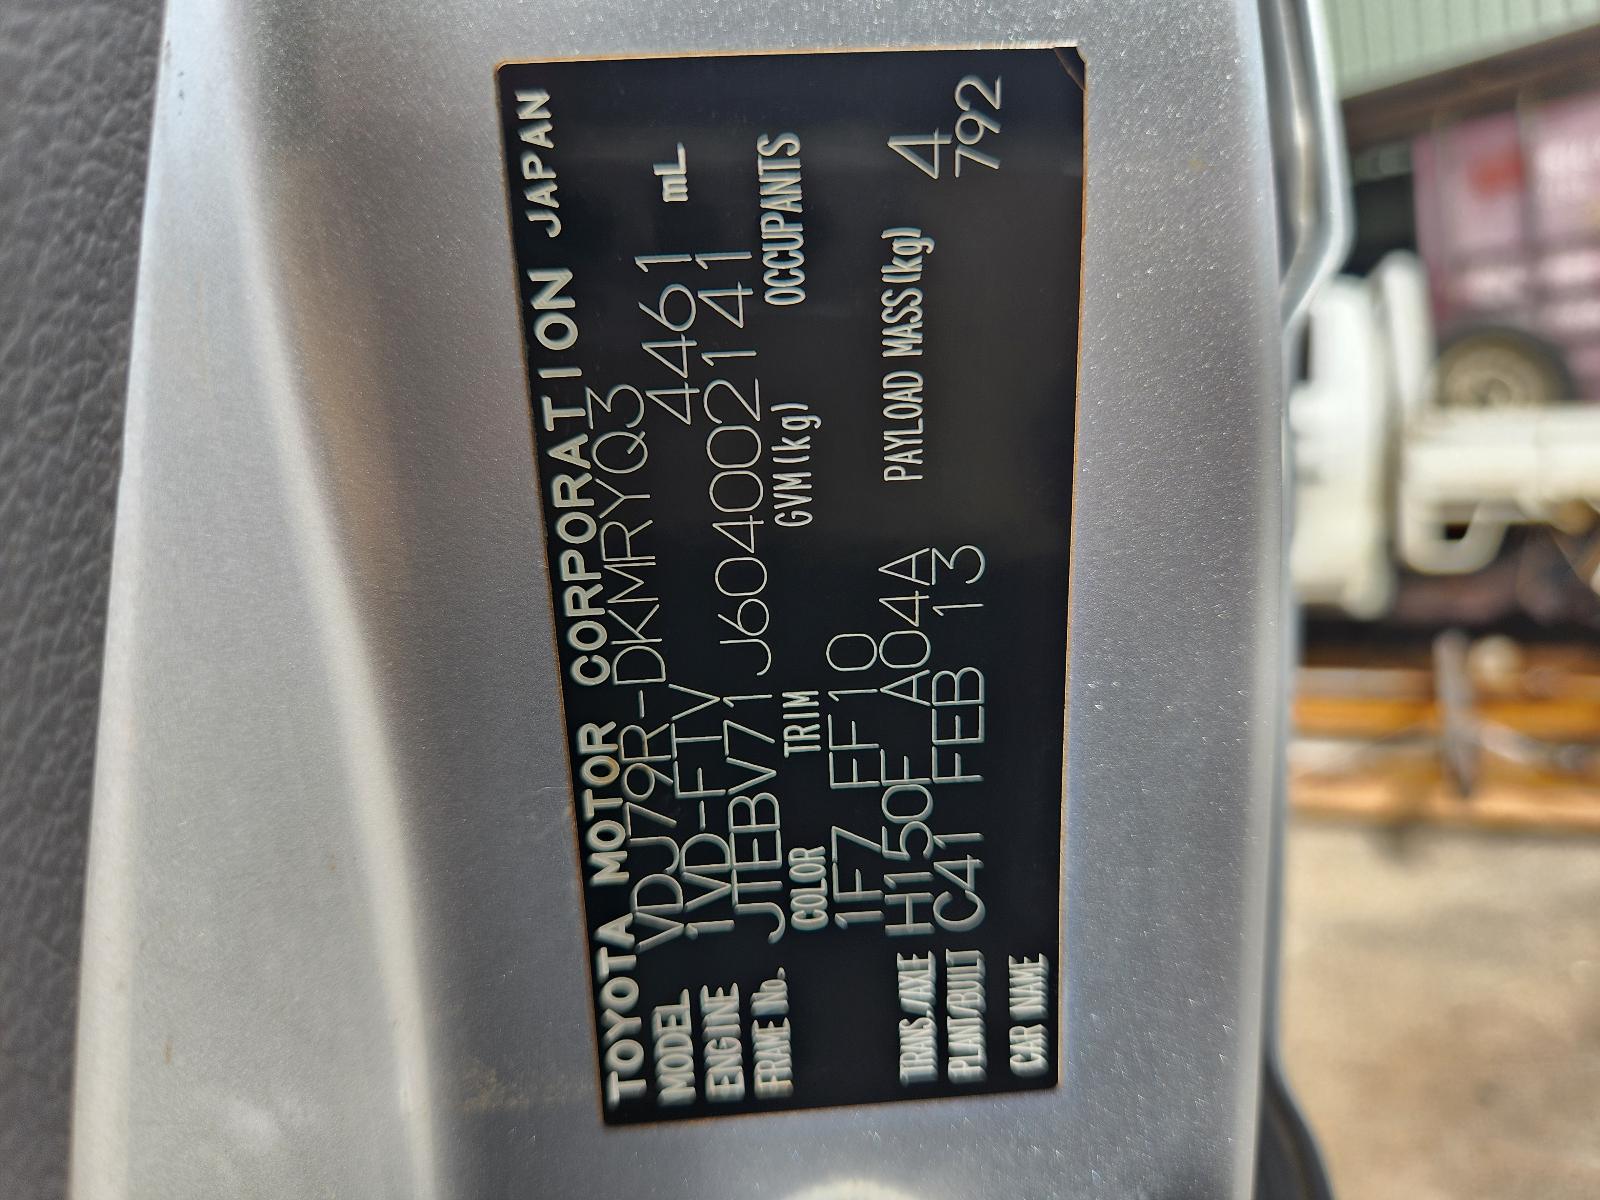 TOYOTA MOTOR CORPORATION JAPAN
MODEL VDJ79R-DKMRYQ3
ENGINE 1VD-FTV 4461 mL
FRAME No. JTEBV71J604002141
COLOR TRIM GVM(kg) OCCUPANTS
1F7 FF10 4
TRANS./AXE H150F A04A PAYLOAD MASS(kg) 792
PLANT/BUILT C41 FEB 13
CAR NAME